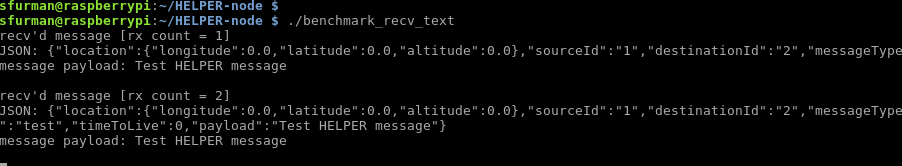 sfurman@raspberrypi:~/HELPER-node $
sfurman@raspberrypi:~/HELPER-node $ ./benchmark_recv_text
recv'd message [rx count = 1]
JSON: {"location":{"longitude":0.0,"latitude":0.0,"altitude":0.0},"sourceId":"1","destinationId":"2","messageType
message payload: Test HELPER message
recv'd message [rx count = 2]
JSON: {"location":{"longitude":0.0,"latitude":0.0,"altitude":0.0},"sourceId":"1","destinationId":"2","messageType
":"test","timeToLive":0,"payload":"Test HELPER message"}
message payload: Test HELPER message